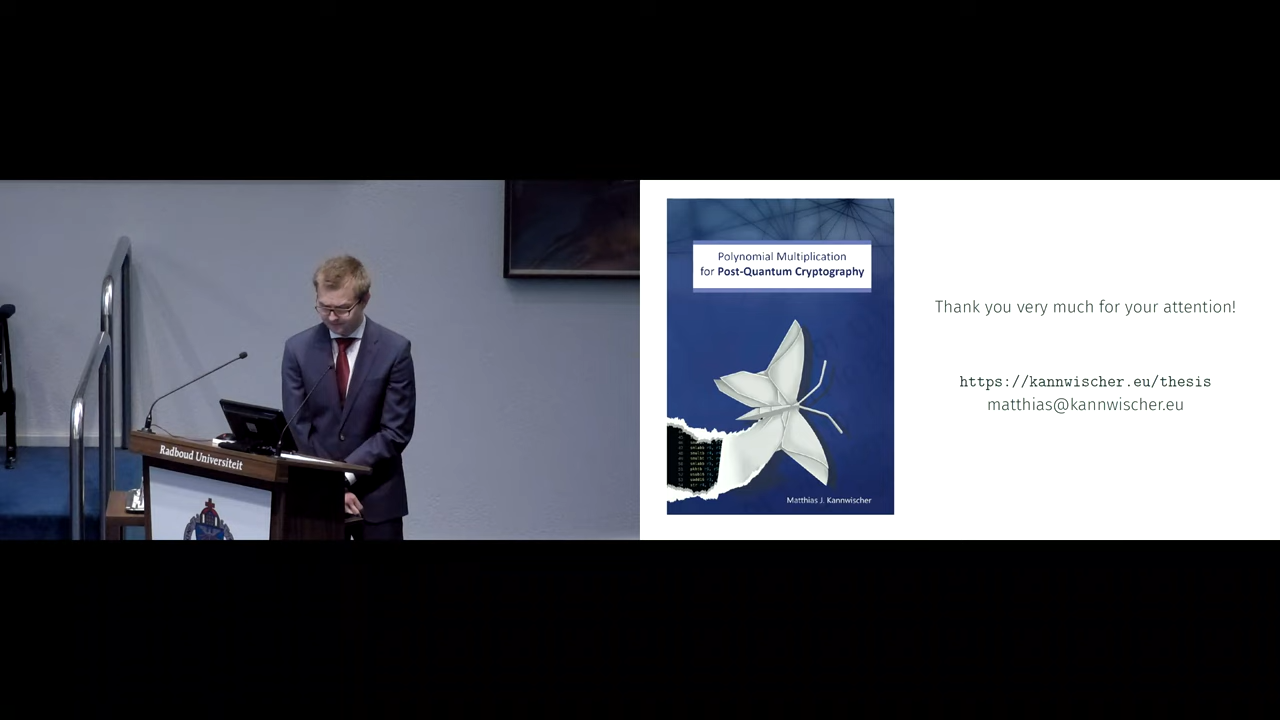 Radboud Universiteit
Polynomial Multiplication
for Post-Quantum Cryptography
Matthias J. Kannwischer
Thank you very much for your attention!
https://kannwischer.eu/thesis
matthias@kannwischer.eu